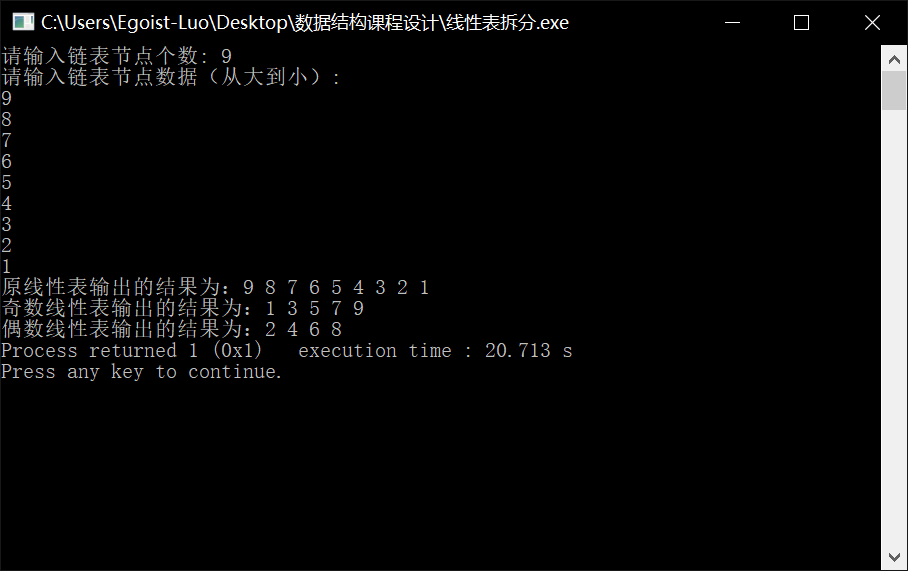 C:\Users\Egoist-Luo\Desktop\数据结构课程设计\线性表拆分.exe
请输入链表节点个数: 9
请输入链表节点数据（从大到小）:
9
8
7
6
5
4
3
2
1
原线性表输出的结果为：9 8 7 6 5 4 3 2 1
奇数线性表输出的结果为：1 3 5 7 9
偶数线性表输出的结果为：2 4 6 8
Process returned 1 (0x1)   execution time : 20.713 s
Press any key to continue.